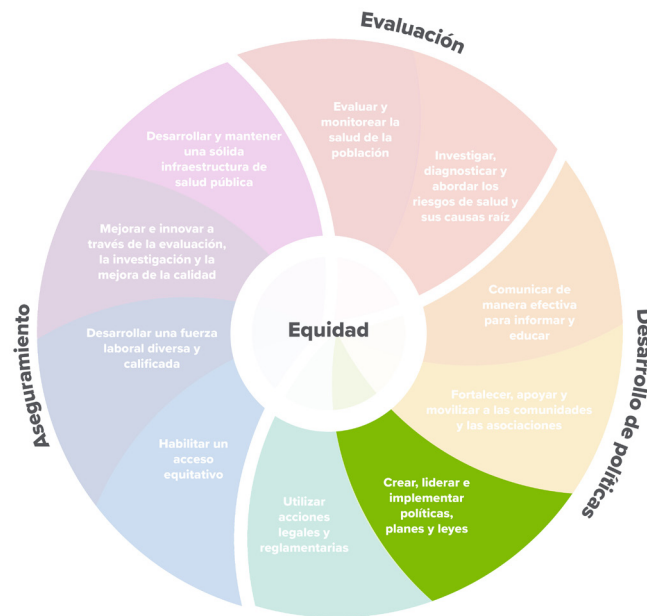 Evaluación
Evaluar y
monitorear la
salud de la
población
Investigar,
diagnosticar y
abordar los
riesgos de salud y
sus causas raíz
Desarrollo de políticas
Comunicar de
manera efectiva
para informar y
educar
Fortalecer, apoyar y
movilizar a las comunidades
y las asociaciones
Crear, liderar e
implementar
políticas,
planes y leyes
Utilizar
acciones
legales y
reglamentarias
Aseguramiento
Habilitar un
acceso
equitativo
Desarrollar una fuerza
laboral diversa y
calificada
Mejorar e innovar a
través de la evaluación,
la investigación y la
mejora de la calidad
Desarrollar y mantener
una sólida
infraestructura de
salud pública
Equidad